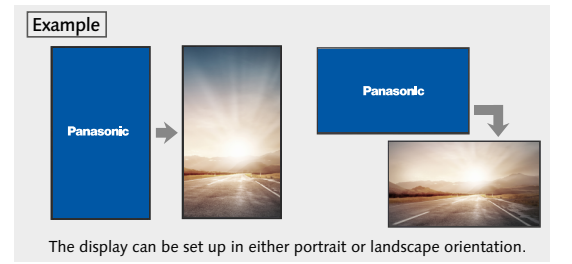 Example
Panasonic
Panasonic
The display can be set up in either portrait or landscape orientation.